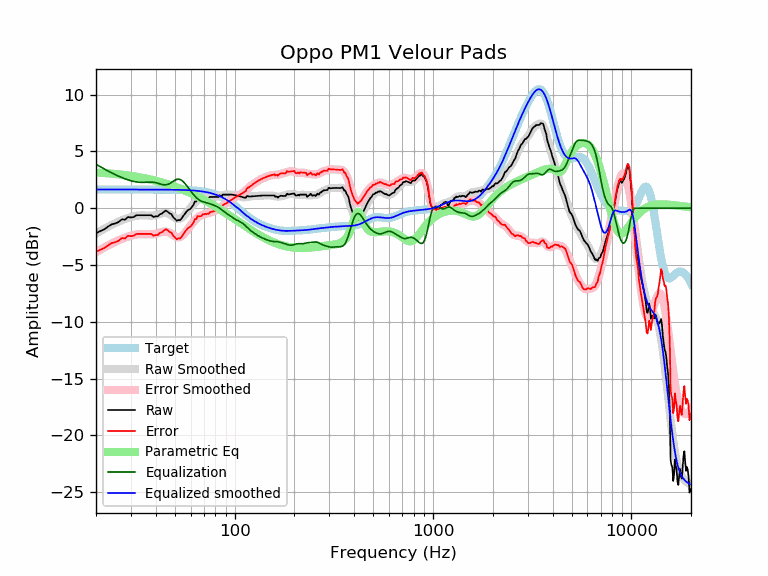 Oppo PM1 Velour Pads
Amplitude (dBr)
10
5
0
−5
−10
−15
−20
−25
Target
Raw Smoothed
Error Smoothed
Raw
Error
Parametric Eq
Equalization
Equalized smoothed
100
1000
10000
Frequency (Hz)